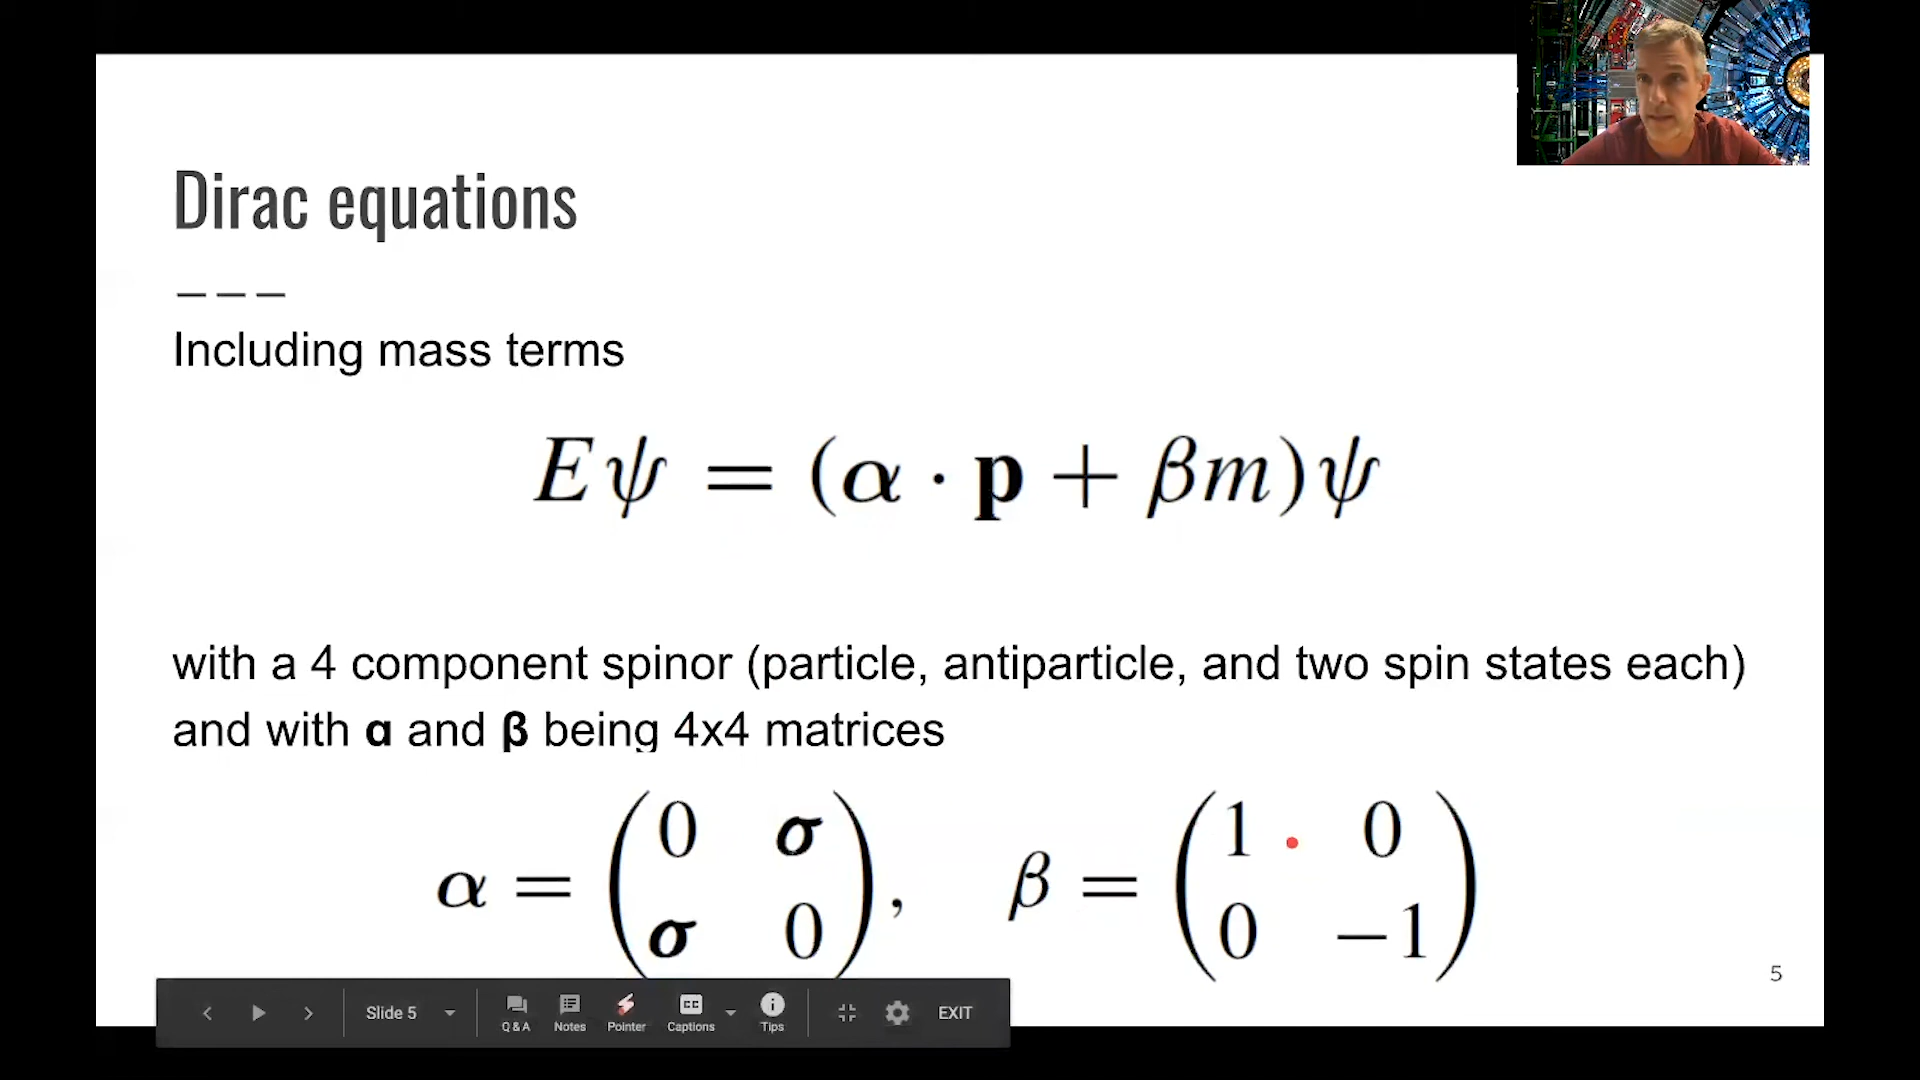 Dirac equations
———
Including mass terms
Eψ = (α · p + βm)ψ
with a 4 component spinor (particle, antiparticle, and two spin states each)
and with α and β being 4x4 matrices
α = (0 σ
σ 0), β = (1 0
0 −1)
5
Slide 5 Q & A Notes Pointer CC Captions Tips EXIT